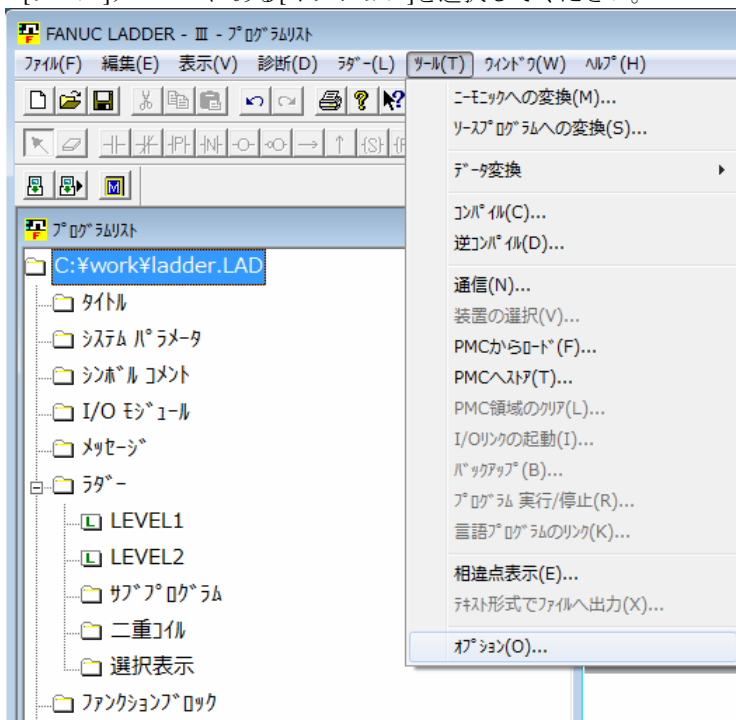 FANUC LADDER - Ⅲ - ﾌﾟﾛｸﾞﾗﾑﾘｽﾄ
ﾌｧｲﾙ(F) 編集(E) 表示(V) 診断(D) ﾗﾀﾞｰ(L) ﾂｰﾙ(T) ｳｨﾝﾄﾞｳ(W) ﾍﾙﾌﾟ(H)
ﾆｰﾓﾆｯｸへの変換(M)...
ｿｰｽﾌﾟﾛｸﾞﾗﾑへの変換(S)...
ﾃﾞｰﾀ変換
ｺﾝﾊﾟｲﾙ(C)...
逆ｺﾝﾊﾟｲﾙ(D)...
通信(N)...
装置の選択(V)...
PMCからﾛｰﾄﾞ(F)...
PMCへｽﾄｱ(T)...
PMC領域のｸﾘｱ(L)...
I/Oﾘﾝｸの起動(I)...
ﾊﾞｯｸｱｯﾌﾟ(B)...
ﾌﾟﾛｸﾞﾗﾑ 実行/停止(R)...
言語ﾌﾟﾛｸﾞﾗﾑのﾘﾝｸ(K)...
相違点表示(E)...
ﾃｷｽﾄ形式でﾌｧｲﾙへ出力(X)...
ｵﾌﾟｼｮﾝ(O)...
ﾌﾟﾛｸﾞﾗﾑﾘｽﾄ
C:¥work¥ladder.LAD
ﾀｲﾄﾙ
ｼｽﾃﾑ ﾊﾟﾗﾒｰﾀ
ｼﾝﾎﾞﾙ ｺﾒﾝﾄ
I/O ﾓｼﾞｭｰﾙ
ﾒｯｾｰｼﾞ
ﾗﾀﾞｰ
LEVEL1
LEVEL2
ｻﾌﾞﾌﾟﾛｸﾞﾗﾑ
二重ｺｲﾙ
選択表示
ﾌｧﾝｸｼｮﾝﾌﾞﾛｯｸ